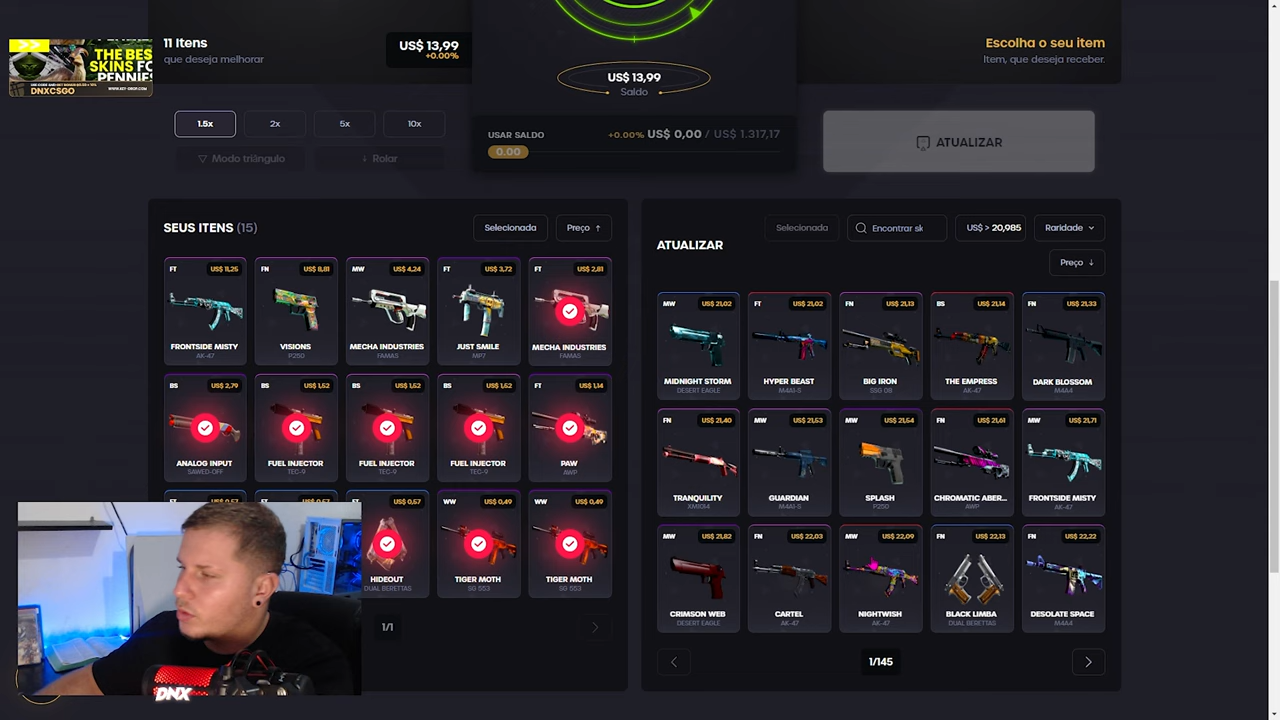 THE BES
SKINS FO
PENNIES
DNXCSGO
WWW.KEY-DROP.COM
11 Itens
que deseja melhorar
US$ 13,99
+0.00%
US$ 13,99
Saldo
Escolha o seu item
Item, que deseja receber.
1.5x
2x
5x
10x
Modo triângulo
Rolar
USAR SALDO
+0.00% US$ 0,00 / US$ 1.317,17
0.00
ATUALIZAR
SEUS ITENS (15)
Selecionada
Preço ↑
FT US$ 11,25
FRONTSIDE MISTY
AK-47
FN US$ 8,81
VISIONS
P250
MW US$ 4,24
MECHA INDUSTRIES
FAMAS
FT US$ 3,72
JUST SMILE
MP7
FT US$ 2,81
MECHA INDUSTRIES
FAMAS
BS US$ 2,79
ANALOG INPUT
SAWED-OFF
BS US$ 1,52
FUEL INJECTOR
TEC-9
BS US$ 1,52
FUEL INJECTOR
TEC-9
BS US$ 1,52
FUEL INJECTOR
TEC-9
FT US$ 1,14
PAW
AWP
FT US$ 0,57
HIDEOUT
DUAL BERETTAS
WW US$ 0,49
TIGER MOTH
SG 553
WW US$ 0,49
TIGER MOTH
SG 553
1/1
ATUALIZAR
Selecionada
Encontrar sk
US$ > 20,985
Raridade
Preço ↓
MW US$ 21,02
MIDNIGHT STORM
DESERT EAGLE
FT US$ 21,02
HYPER BEAST
M4A1-S
FN US$ 21,13
BIG IRON
SSG 08
BS US$ 21,14
THE EMPRESS
AK-47
FN US$ 21,33
DARK BLOSSOM
M4A4
FN US$ 21,40
TRANQUILITY
XM1014
MW US$ 21,53
GUARDIAN
M4A1-S
MW US$ 21,54
SPLASH
P250
FN US$ 21,61
CHROMATIC ABER...
AWP
MW US$ 21,71
FRONTSIDE MISTY
AK-47
MW US$ 21,82
CRIMSON WEB
DESERT EAGLE
FN US$ 22,03
CARTEL
AK-47
MW US$ 22,09
NIGHTWISH
AK-47
FN US$ 22,13
BLACK LIMBA
DUAL BERETTAS
FN US$ 22,22
DESOLATE SPACE
M4A4
1/145
DNX